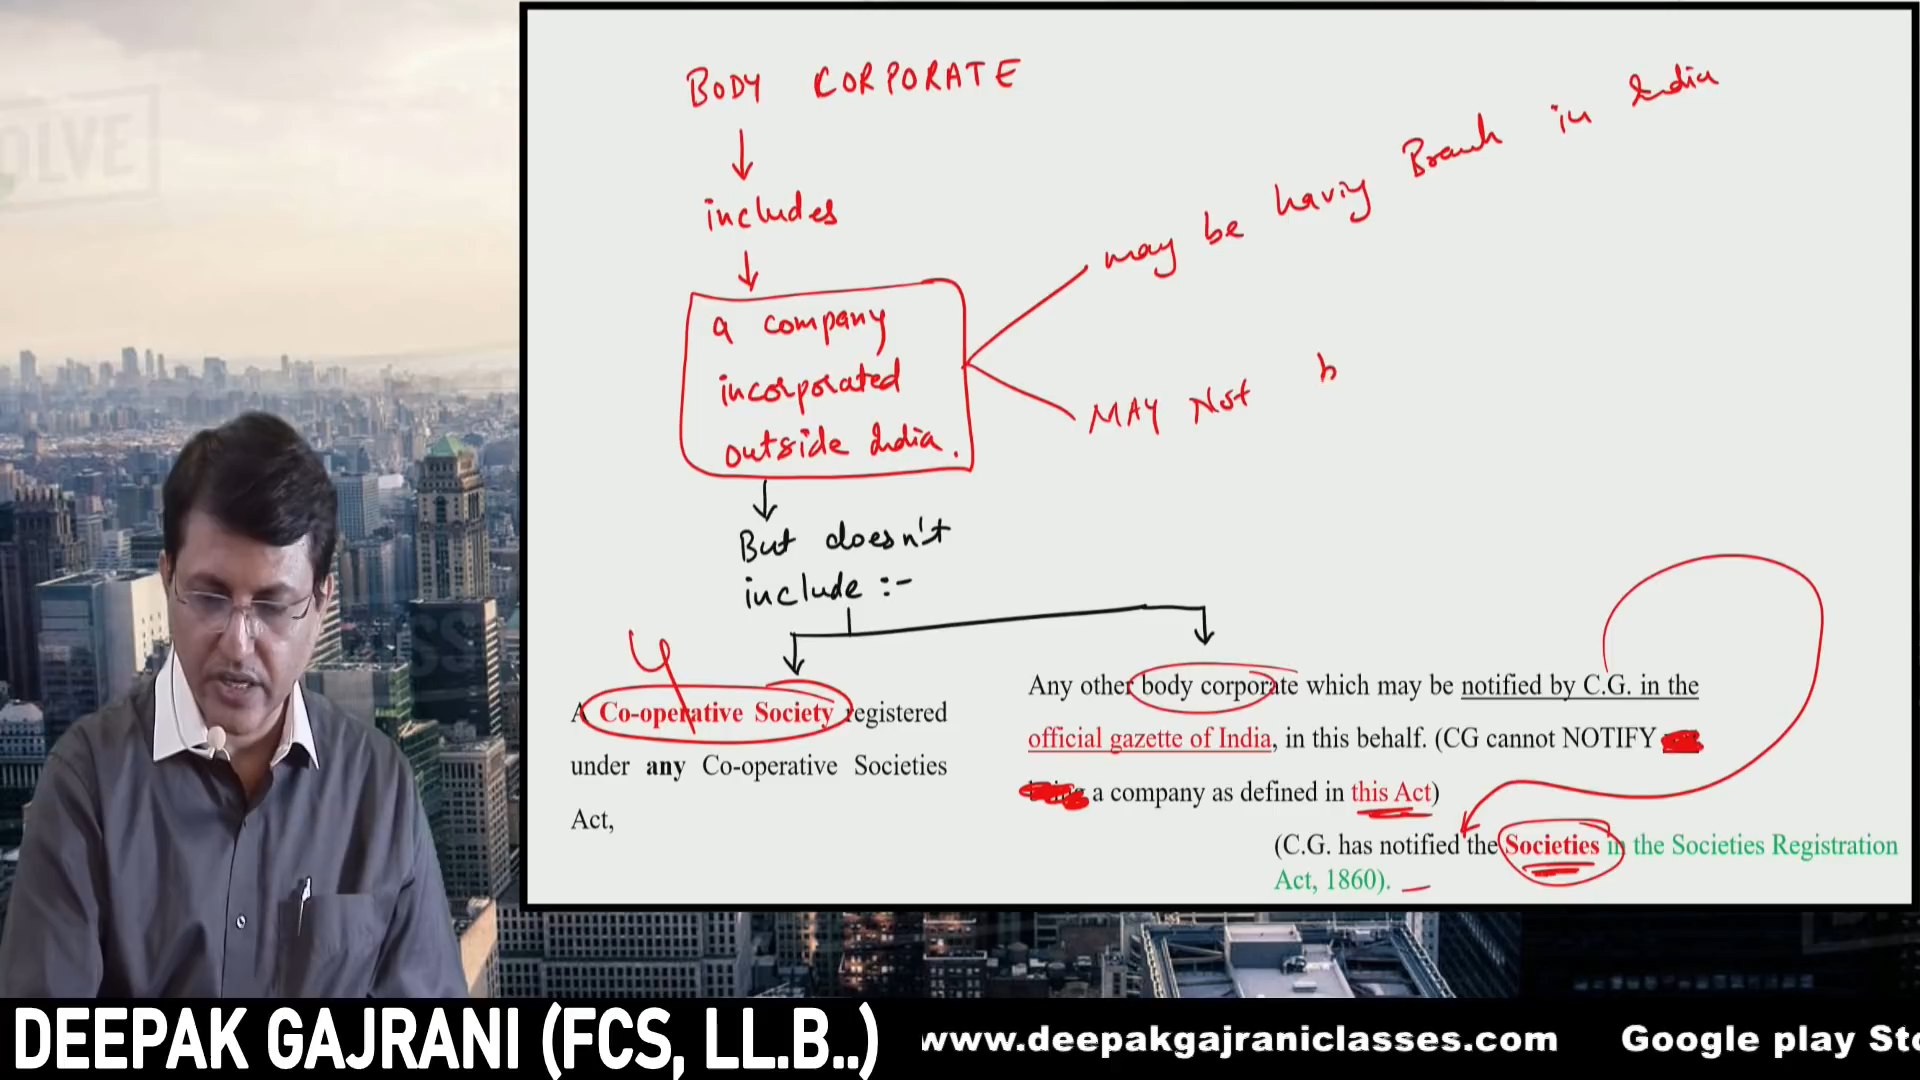 OLVE
BODY CORPORATE
includes
a company
incorporated
outside India.
may be having Branch in India
MAY Not b
But doesn't
include :-
A Co-operative Society registered
under any Co-operative Societies
Act,
Any other body corporate which may be notified by C.G. in the
official gazette of India, in this behalf. (CG cannot NOTIFY
a company as defined in this Act)
(C.G. has notified the Societies in the Societies Registration
Act, 1860).
DEEPAK GAJRANI (FCS, LL.B..)
www.deepakgajraniclasses.com
Google play Sto